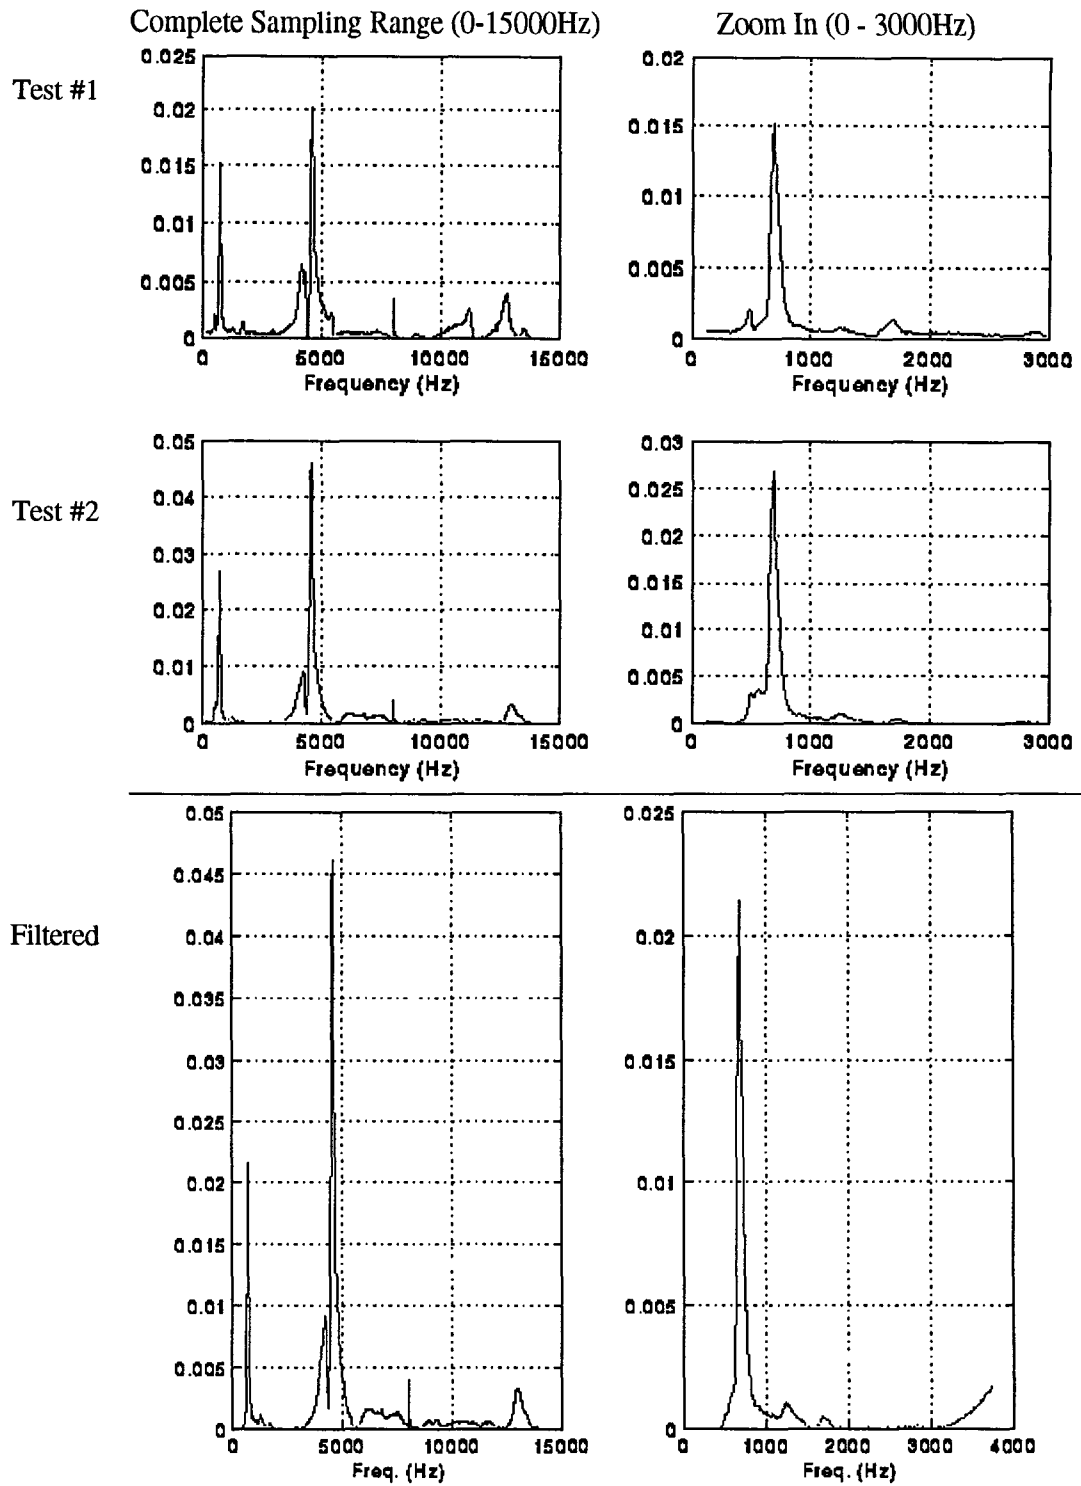 Complete Sampling Range (0-15000Hz) Zoom In (0 - 3000Hz)
Test #1
0.025
0.02
0.015
0.01
0.005
0
0 5000 10000 15000
Frequency (Hz)
0.02
0.015
0.01
0.005
0
0 1000 2000 3000
Frequency (Hz)
Test #2
0.05
0.04
0.03
0.02
0.01
0
0 5000 10000 15000
Frequency (Hz)
0.03
0.025
0.02
0.015
0.01
0.005
0
0 1000 2000 3000
Frequency (Hz)
Filtered
0.05
0.045
0.04
0.035
0.03
0.025
0.02
0.015
0.01
0.005
0
0 5000 10000 15000
Freq. (Hz)
0.025
0.02
0.015
0.01
0.005
0
0 1000 2000 3000 4000
Freq. (Hz)